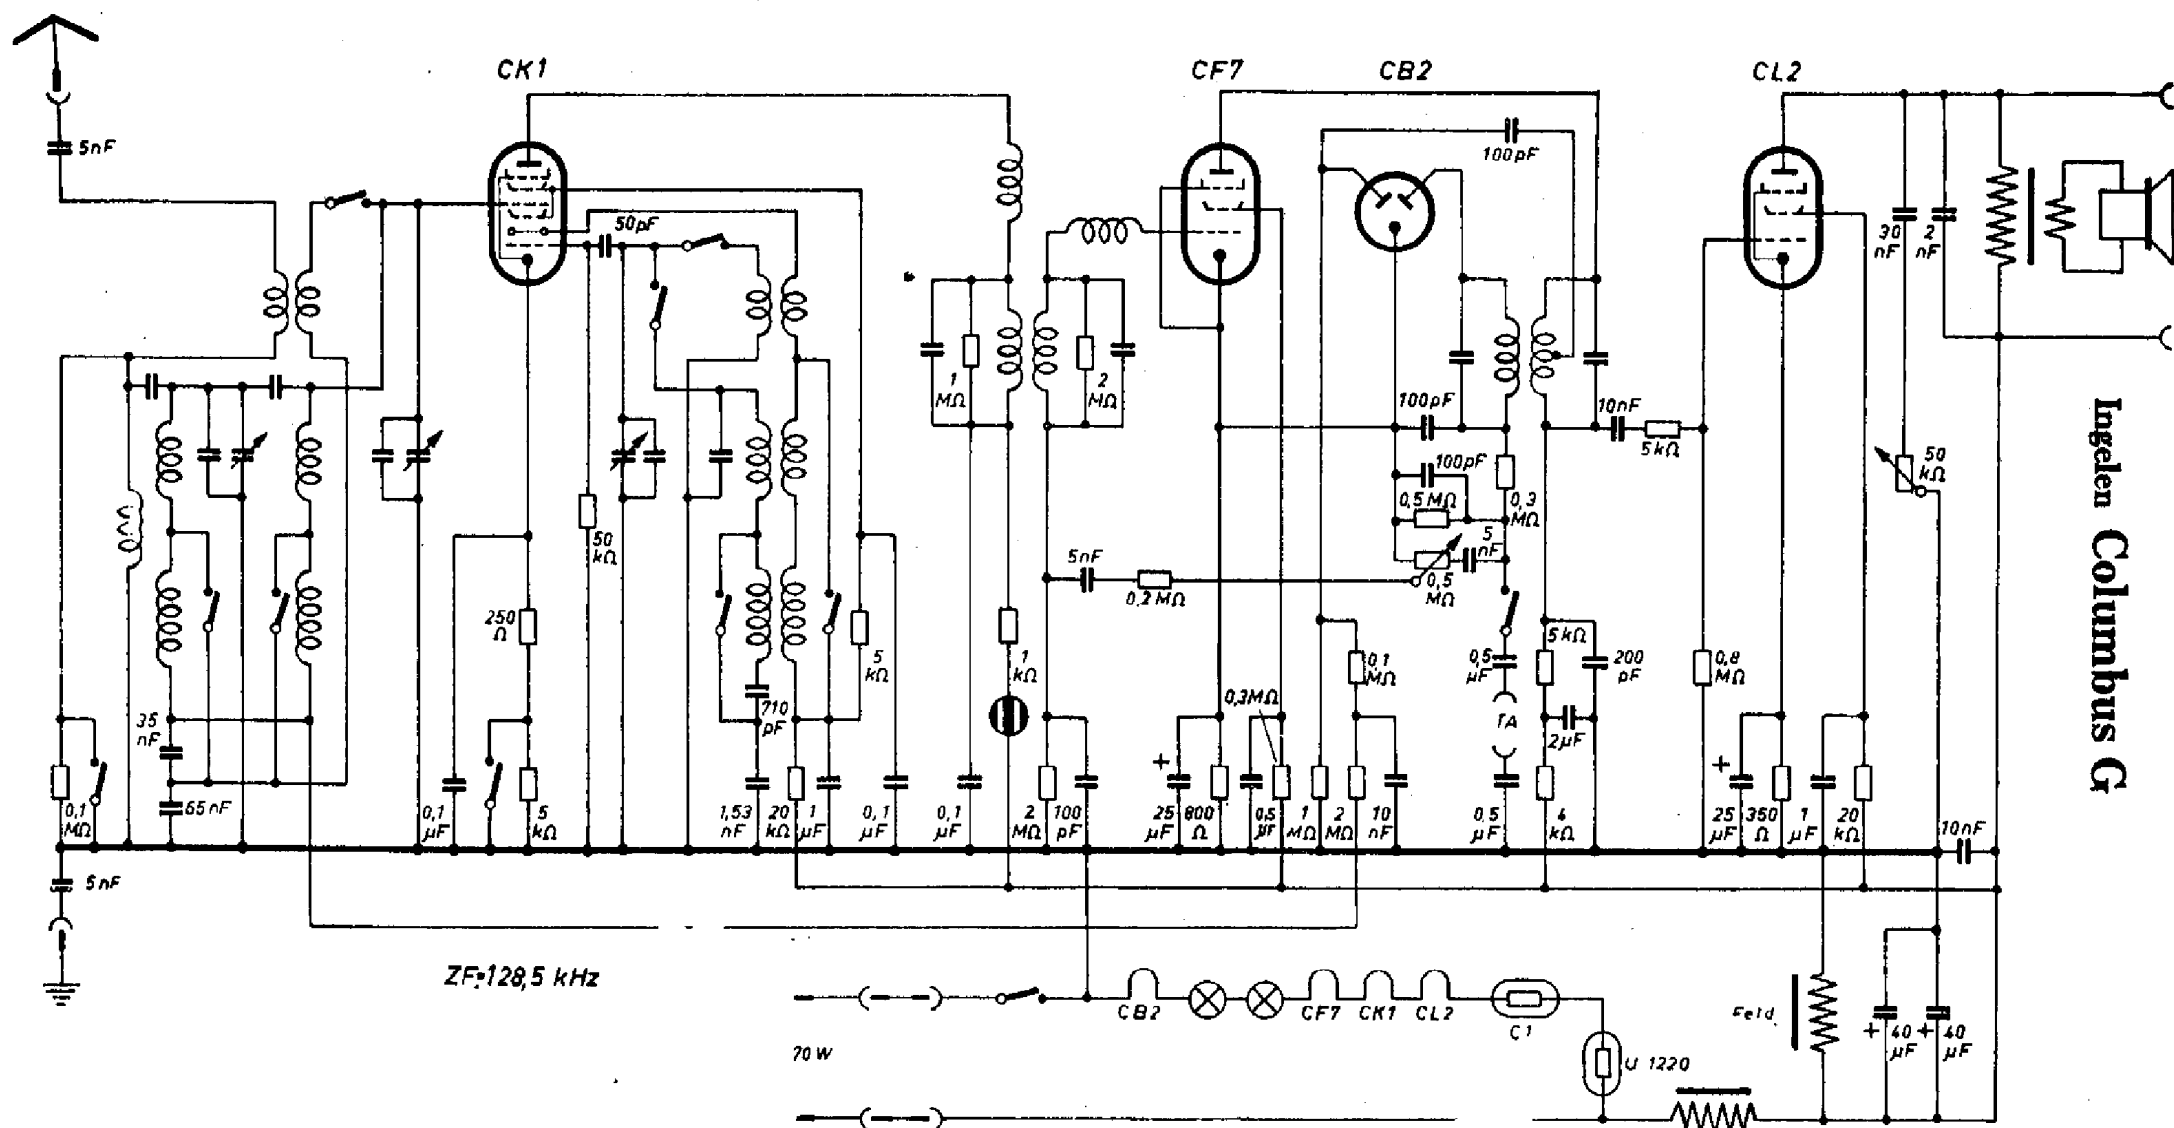 CK1
CF7
CB2
CL2
5nF
50pF
100pF
30 nF
2 nF
1 MΩ
2 MΩ
100pF
10nF
5kΩ
50 kΩ
100pF
0,5MΩ
0,3 MΩ
5 nF
50 kΩ
5nF
0,2MΩ
0,5 MΩ
250 Ω
5 kΩ
1 kΩ
0,1 MΩ
0,5 µF
5kΩ
200 pF
0,8 MΩ
35 nF
710 pF
0,3MΩ
TA
2µF
0,1 MΩ
65nF
0,1 µF
5 kΩ
1,53 nF
20 kΩ
1 µF
0,1 µF
0,1 µF
2 MΩ
100 pF
+
25 µF
800 Ω
0,5 µF
1 MΩ
2 MΩ
10 nF
0,5 µF
4 kΩ
+
25 µF
350 Ω
1 µF
20 kΩ
10nF
5nF
ZF=128,5 kHz
CB2
CF7
CK1
CL2
C1
U 1220
70W
Feld
+
40 µF
+
40 µF
Ingelen Columbus G